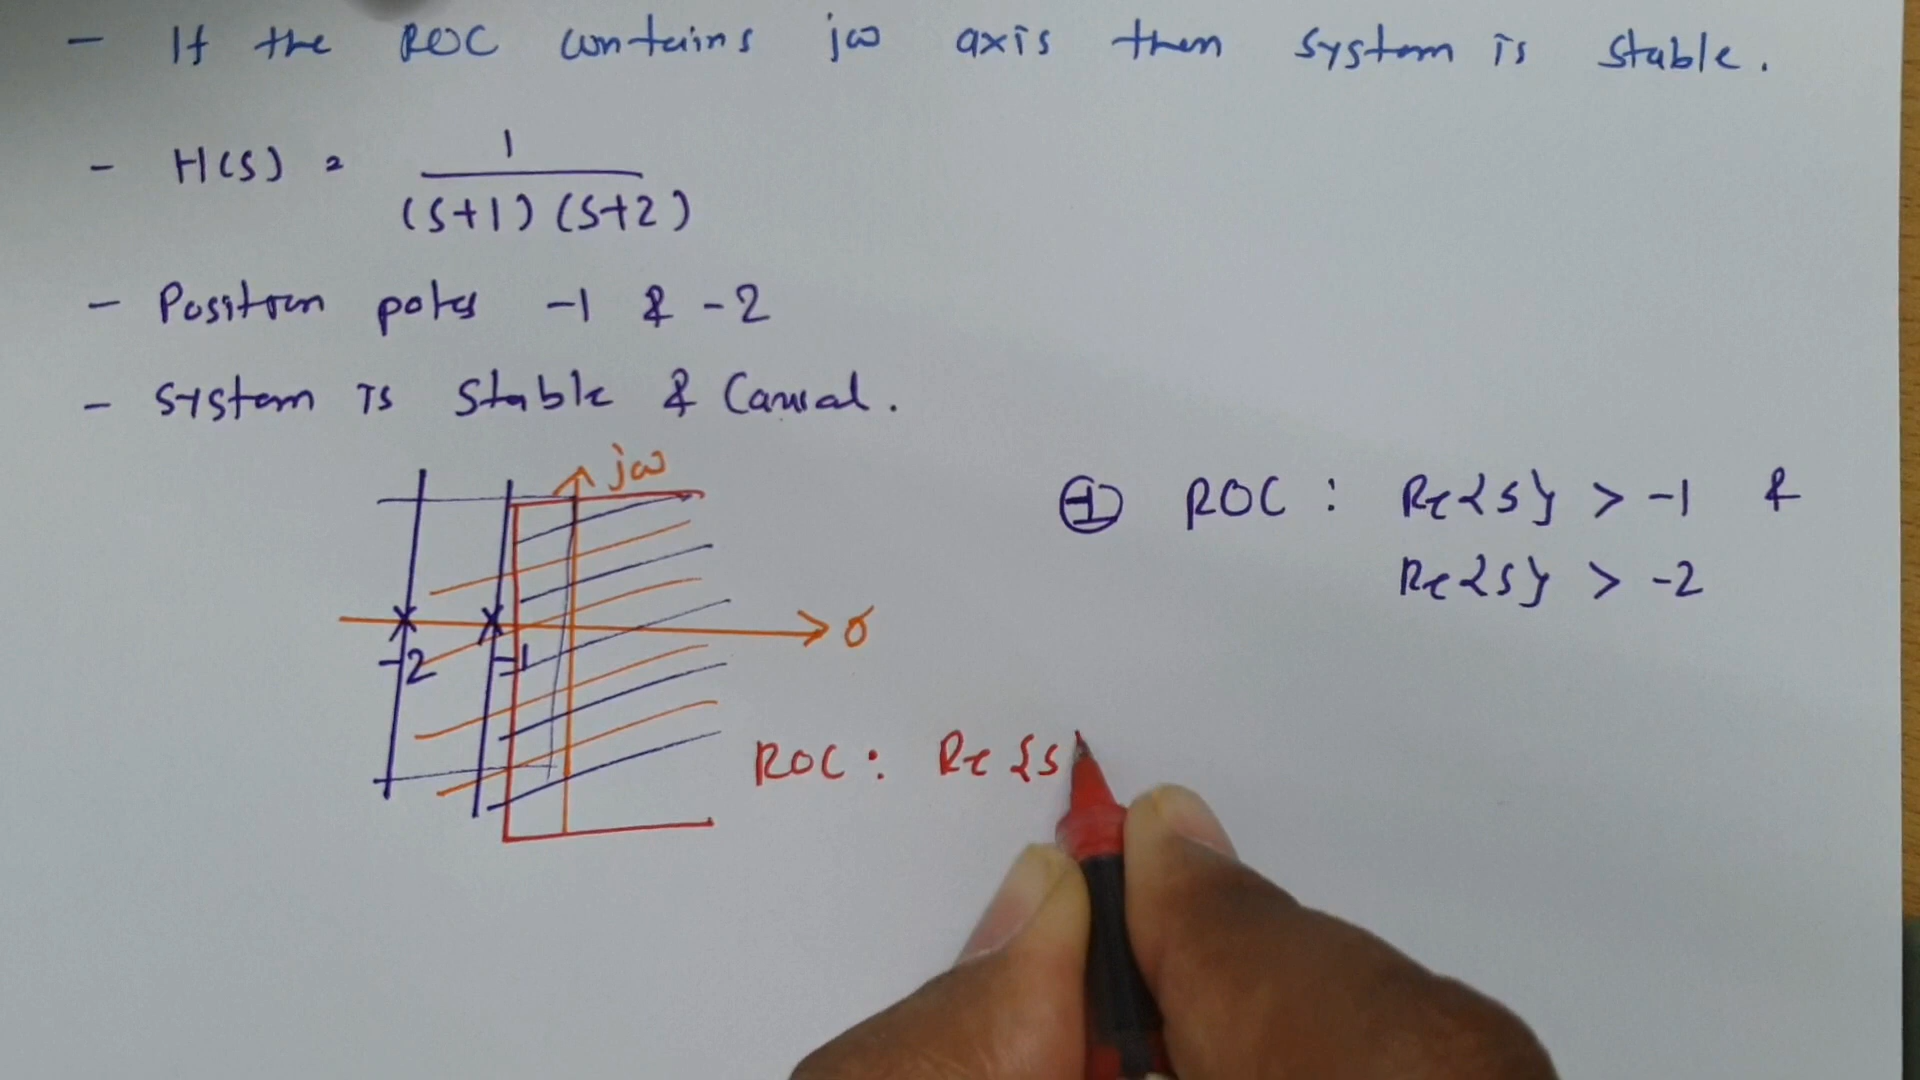 - If the ROC contains jω axis then system is stable.
- H(s) = 1 / (s+1)(s+2)
- Position poles -1 & -2
- System is stable & Causal.
jω
① ROC : Re{s} > -1 &
Re{s} > -2
σ
-2 -1
ROC : Re{s